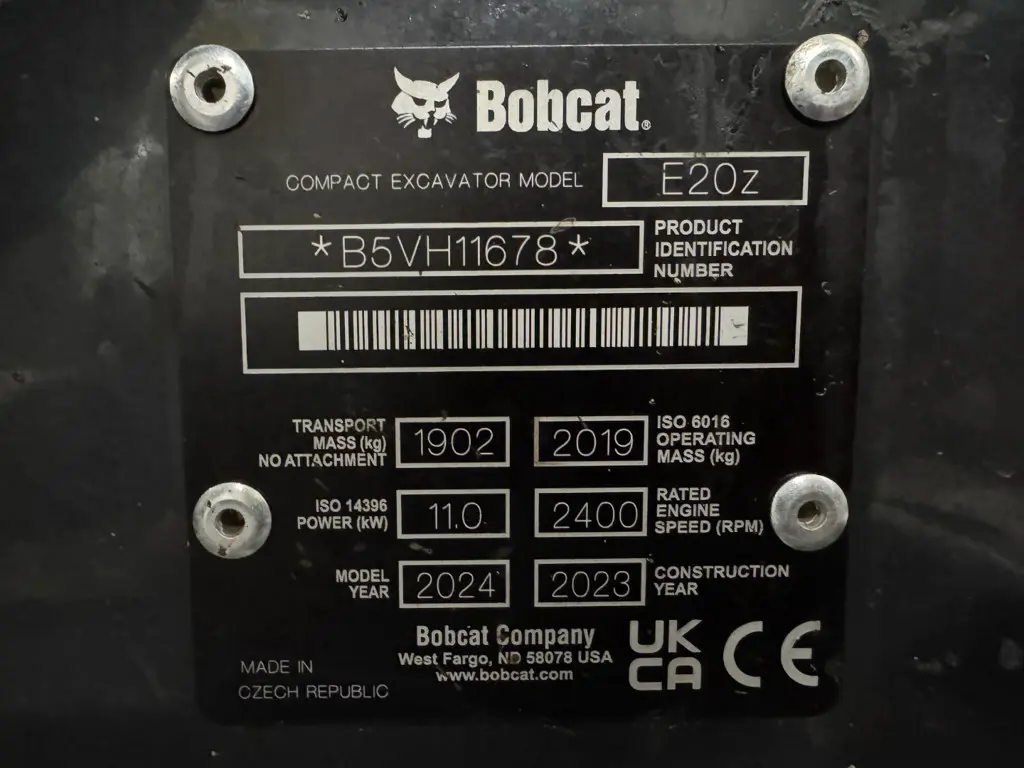 Bobcat®
COMPACT EXCAVATOR MODEL E20z
*B5VH11678* PRODUCT IDENTIFICATION NUMBER
TRANSPORT MASS (kg) NO ATTACHMENT 1902
2019 ISO 6016 OPERATING MASS (kg)
ISO 14396 POWER (kW) 11.0
2400 RATED ENGINE SPEED (RPM)
MODEL YEAR 2024
2023 CONSTRUCTION YEAR
Bobcat Company
West Fargo, ND 58078 USA
www.bobcat.com
MADE IN
CZECH REPUBLIC
UK
CA
CE